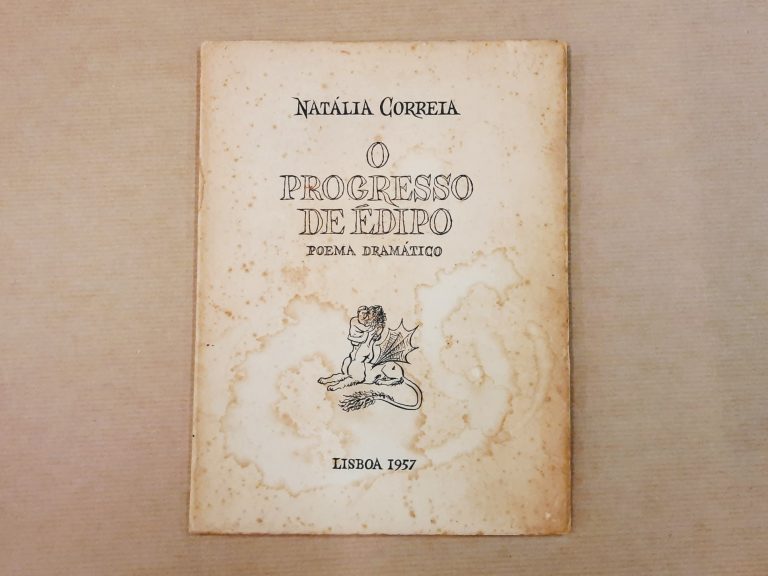 NATÁLIA CORREIA
O
PROGRESSO
DE ÉDIPO
POEMA DRAMÁTICO
LISBOA 1957